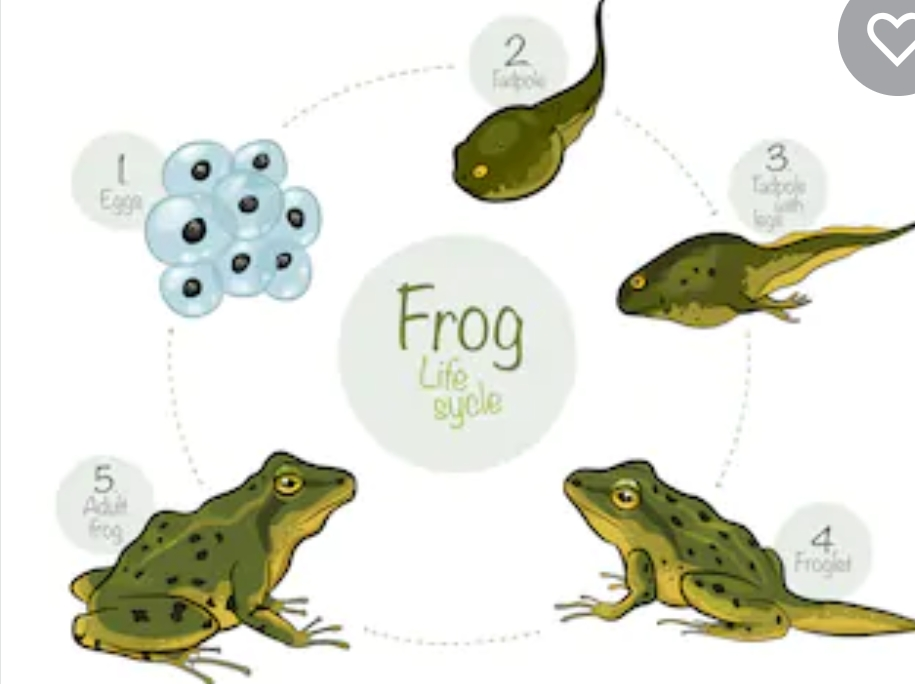 Frog
Life
sycle
1
Eggs
2
Tadpole
3
Tadpole
with
legs
4
Froglet
5
Adult
frog